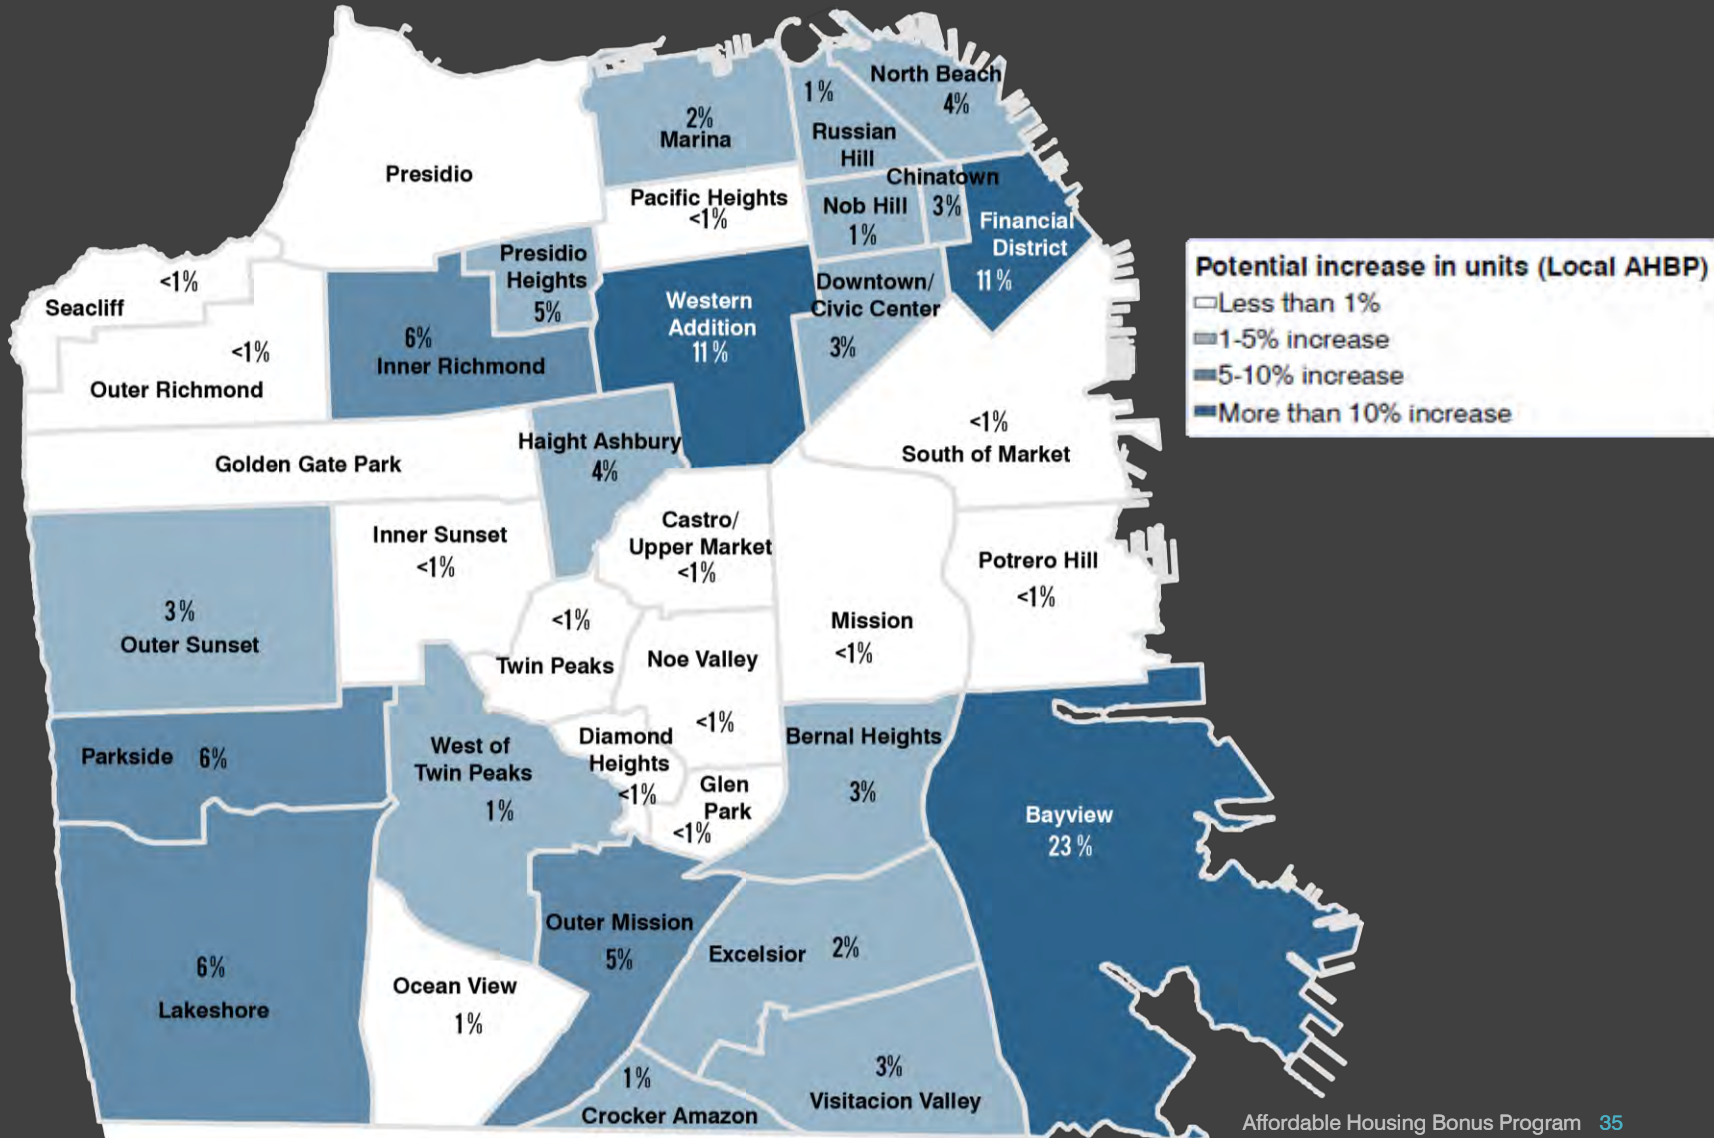 North Beach
4%
1%
Russian
Hill
2%
Marina
Presidio
Pacific Heights
<1%
Chinatown
3%
Nob Hill
1%
Financial
District
11%
Presidio
Heights
5%
<1%
Seacliff
Western
Addition
11%
Downtown/
Civic Center
3%
6%
Inner Richmond
<1%
Outer Richmond
Potential increase in units (Local AHBP)
Less than 1%
1-5% increase
5-10% increase
More than 10% increase
Haight Ashbury
4%
<1%
South of Market
Golden Gate Park
Inner Sunset
<1%
Castro/
Upper Market
<1%
Potrero Hill
<1%
3%
Outer Sunset
<1%
Twin Peaks
Noe Valley
<1%
Mission
<1%
Parkside 6%
West of
Twin Peaks
1%
Diamond
Heights
<1%
Glen
Park
<1%
Bernal Heights
3%
Bayview
23%
Outer Mission
5%
Excelsior 2%
6%
Lakeshore
Ocean View
1%
1%
Crocker Amazon
3%
Visitacion Valley
Affordable Housing Bonus Program 35